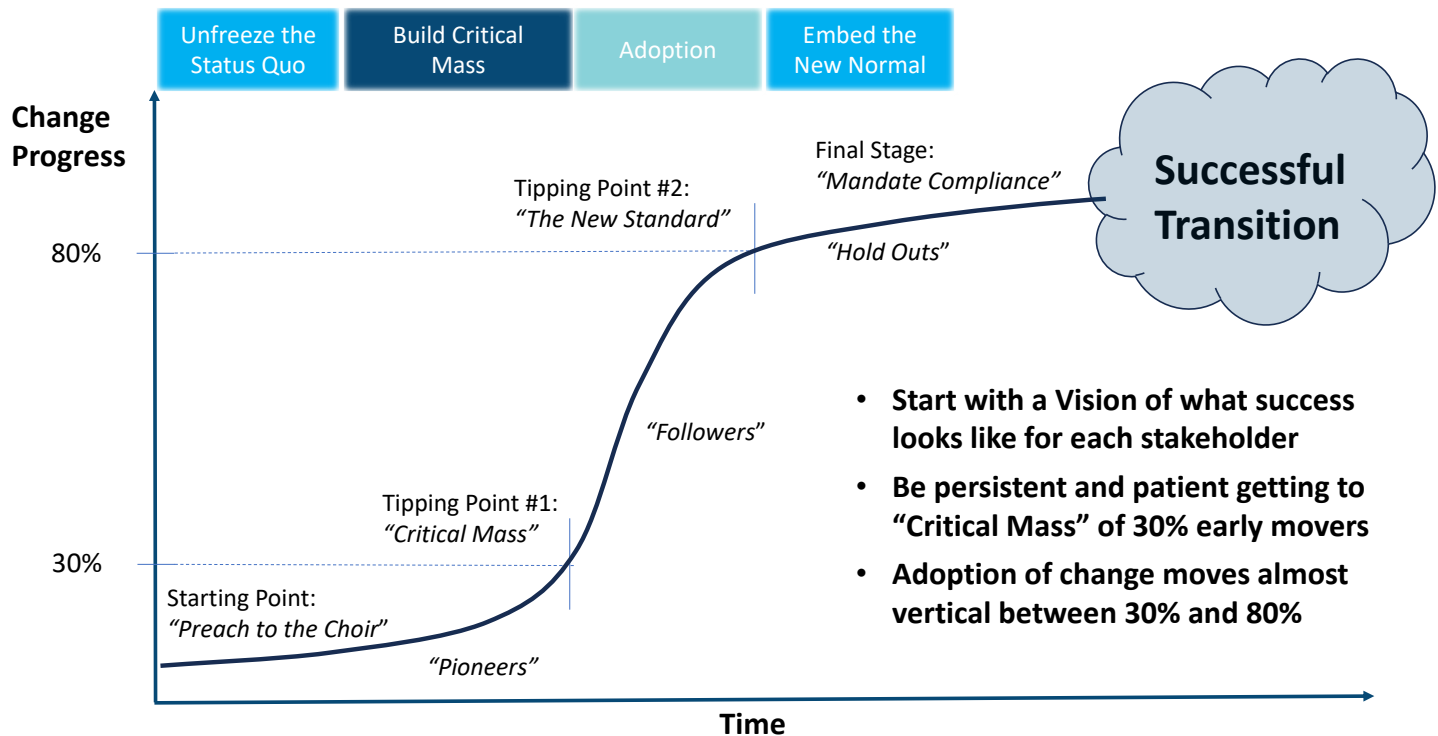 Unfreeze the
Status Quo
Build Critical
Mass
Adoption
Embed the
New Normal
Change
Progress
Final Stage:
“Mandate Compliance”
Successful
Transition
Tipping Point #2:
“The New Standard”
80%
“Hold Outs”
• Start with a Vision of what success
looks like for each stakeholder
“Followers”
• Be persistent and patient getting to
“Critical Mass” of 30% early movers
Tipping Point #1:
“Critical Mass”
30%
• Adoption of change moves almost
vertical between 30% and 80%
Starting Point:
“Preach to the Choir”
“Pioneers”
Time